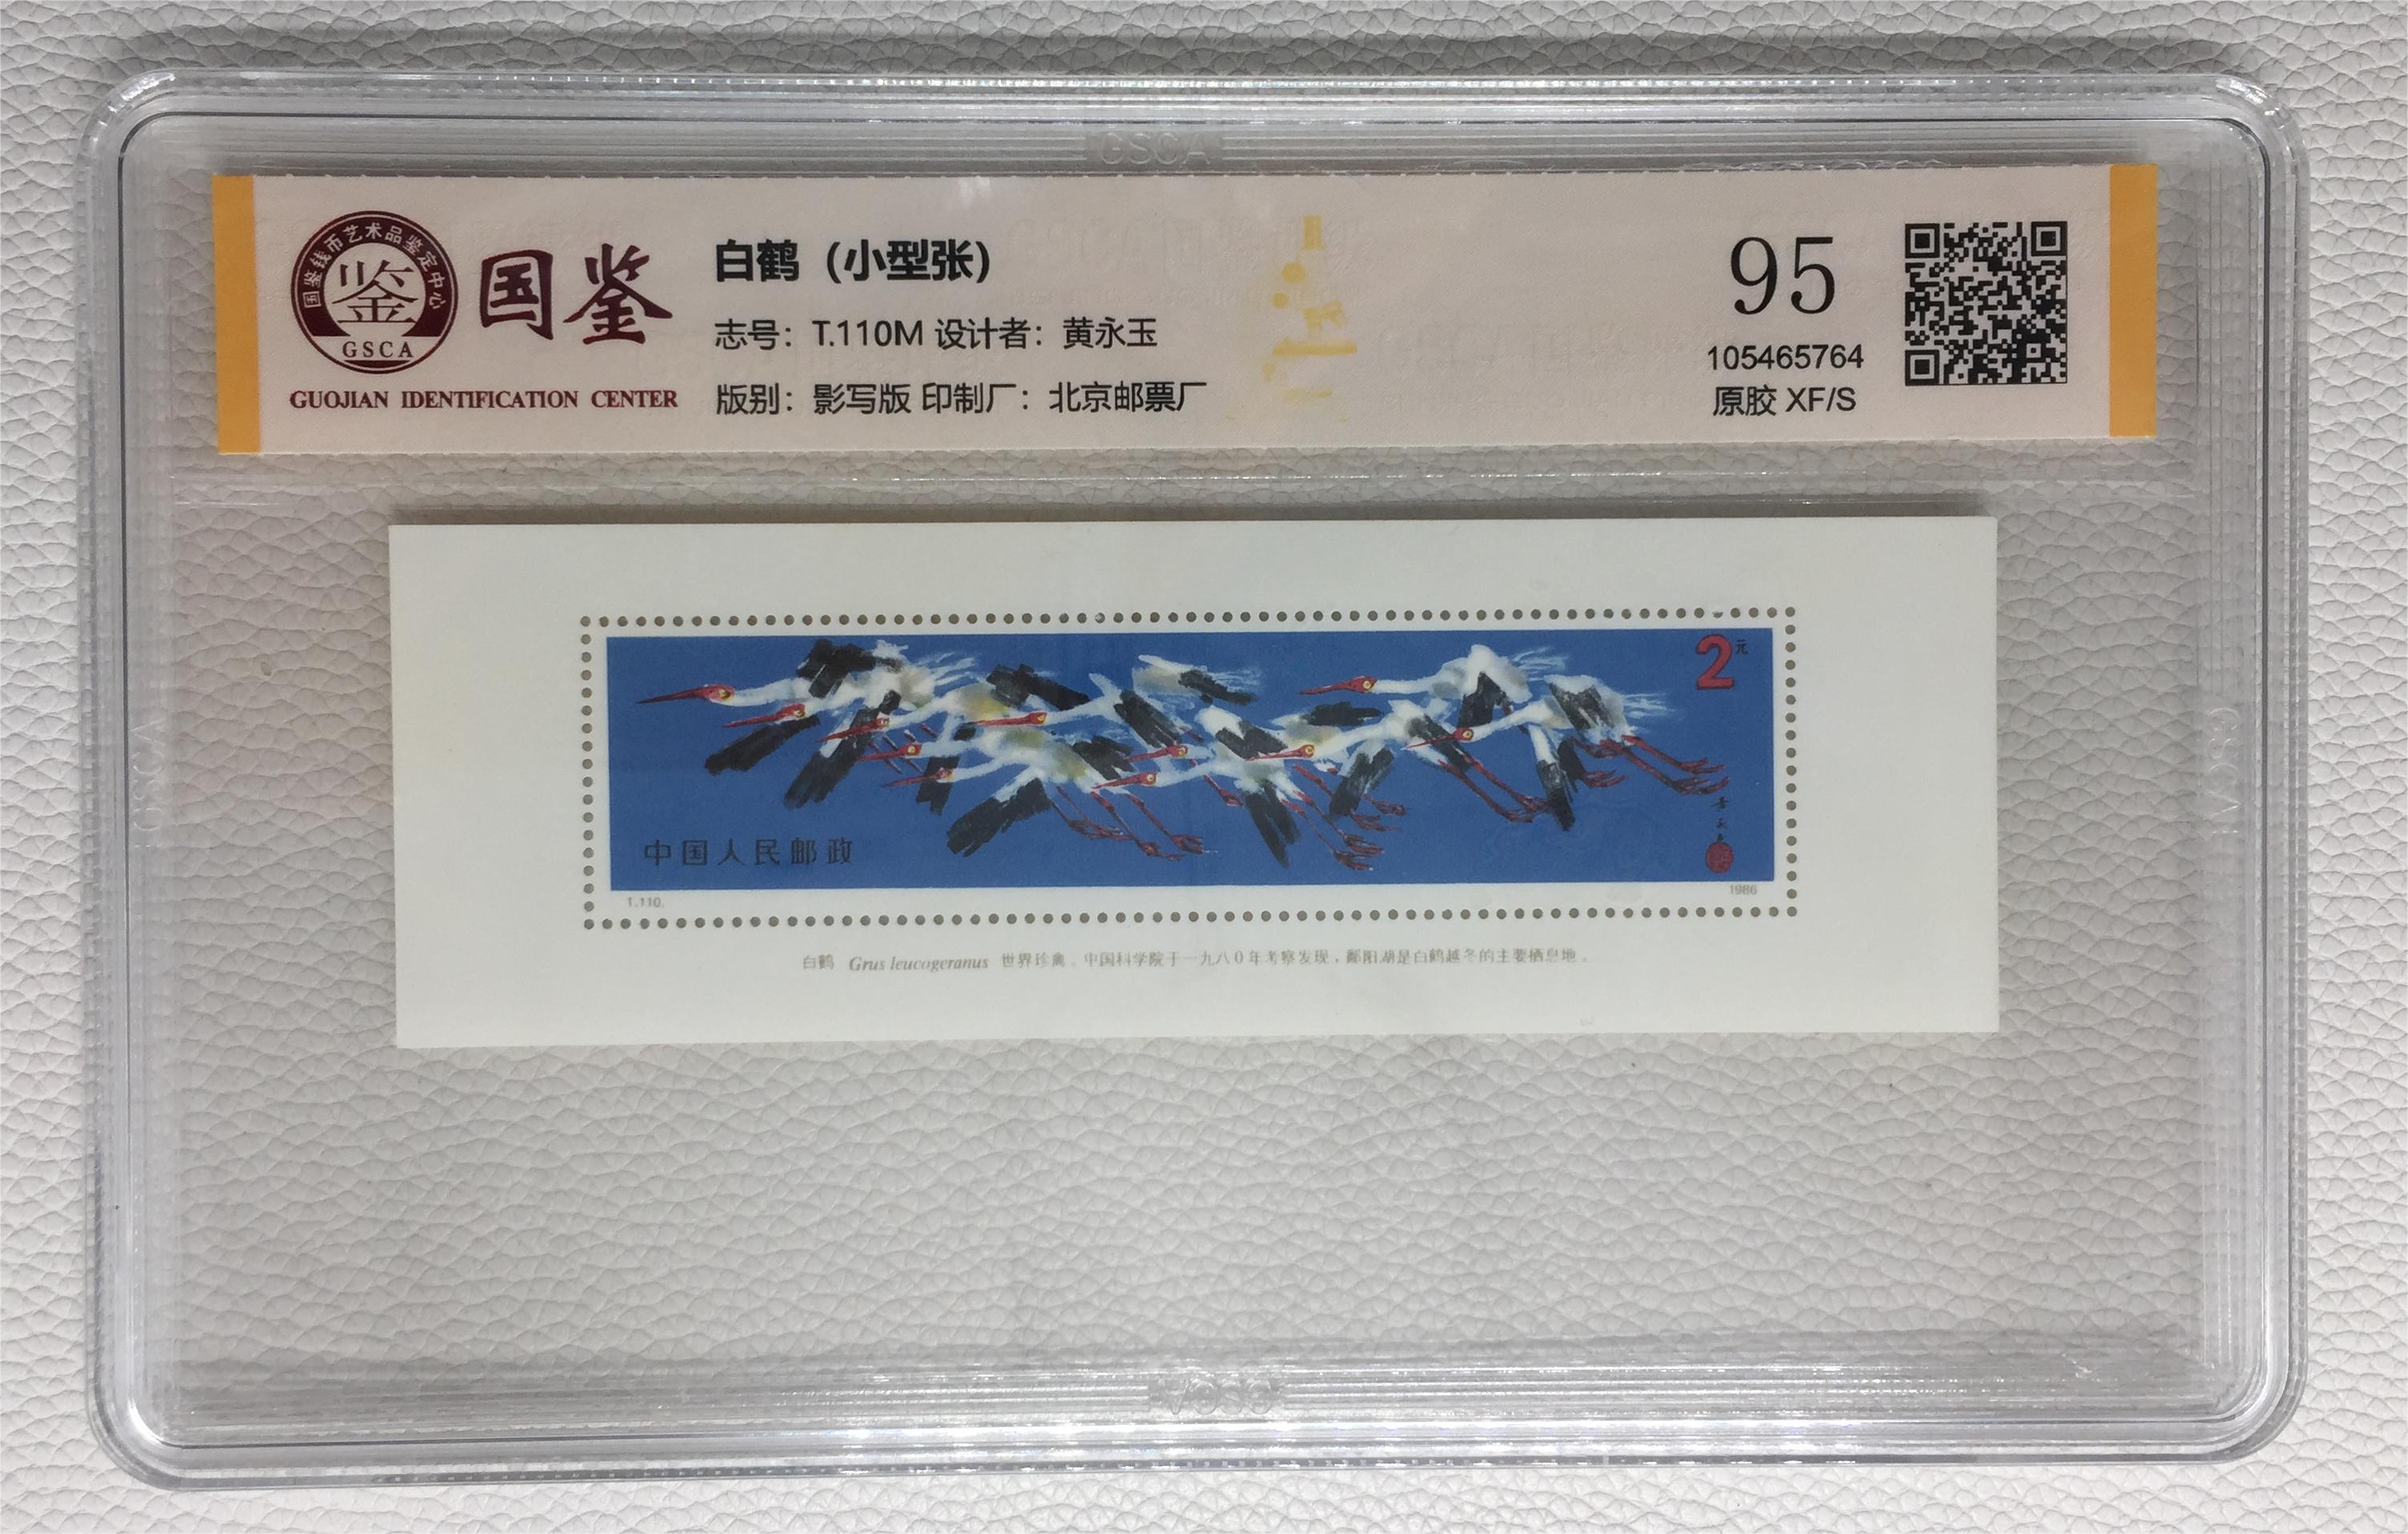 GSCA
国鉴钱币艺术品鉴定中心
鉴
GSCA
国鉴
GUOJIAN IDENTIFICATION CENTER
白鹤（小型张）
志号：T.110M 设计者：黄永玉
版别：影写版 印制厂：北京邮票厂
95
105465764
原胶 XF/S
2元
中国人民邮政
黄永玉
T.110.
1986
白鹤 Grus leucogeranus 世界珍禽。中国科学院于一九八0年考察发现，鄱阳湖是白鹤越冬的主要栖息地。